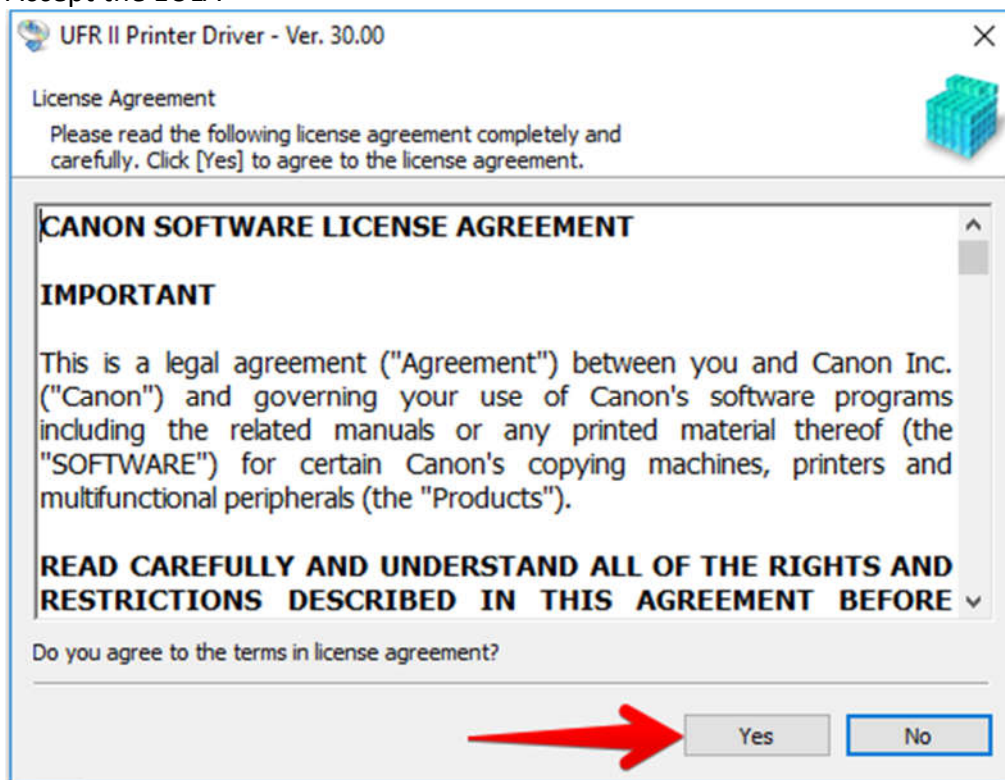 Accept the EULA
UFR II Printer Driver - Ver. 30.00
License Agreement
Please read the following license agreement completely and
carefully. Click [Yes] to agree to the license agreement.
CANON SOFTWARE LICENSE AGREEMENT
IMPORTANT
This is a legal agreement ("Agreement") between you and Canon Inc.
("Canon") and governing your use of Canon's software programs
including the related manuals or any printed material thereof (the
"SOFTWARE") for certain Canon's copying machines, printers and
multifunctional peripherals (the "Products").
READ CAREFULLY AND UNDERSTAND ALL OF THE RIGHTS AND
RESTRICTIONS DESCRIBED IN THIS AGREEMENT BEFORE
Do you agree to the terms in license agreement?
Yes
No